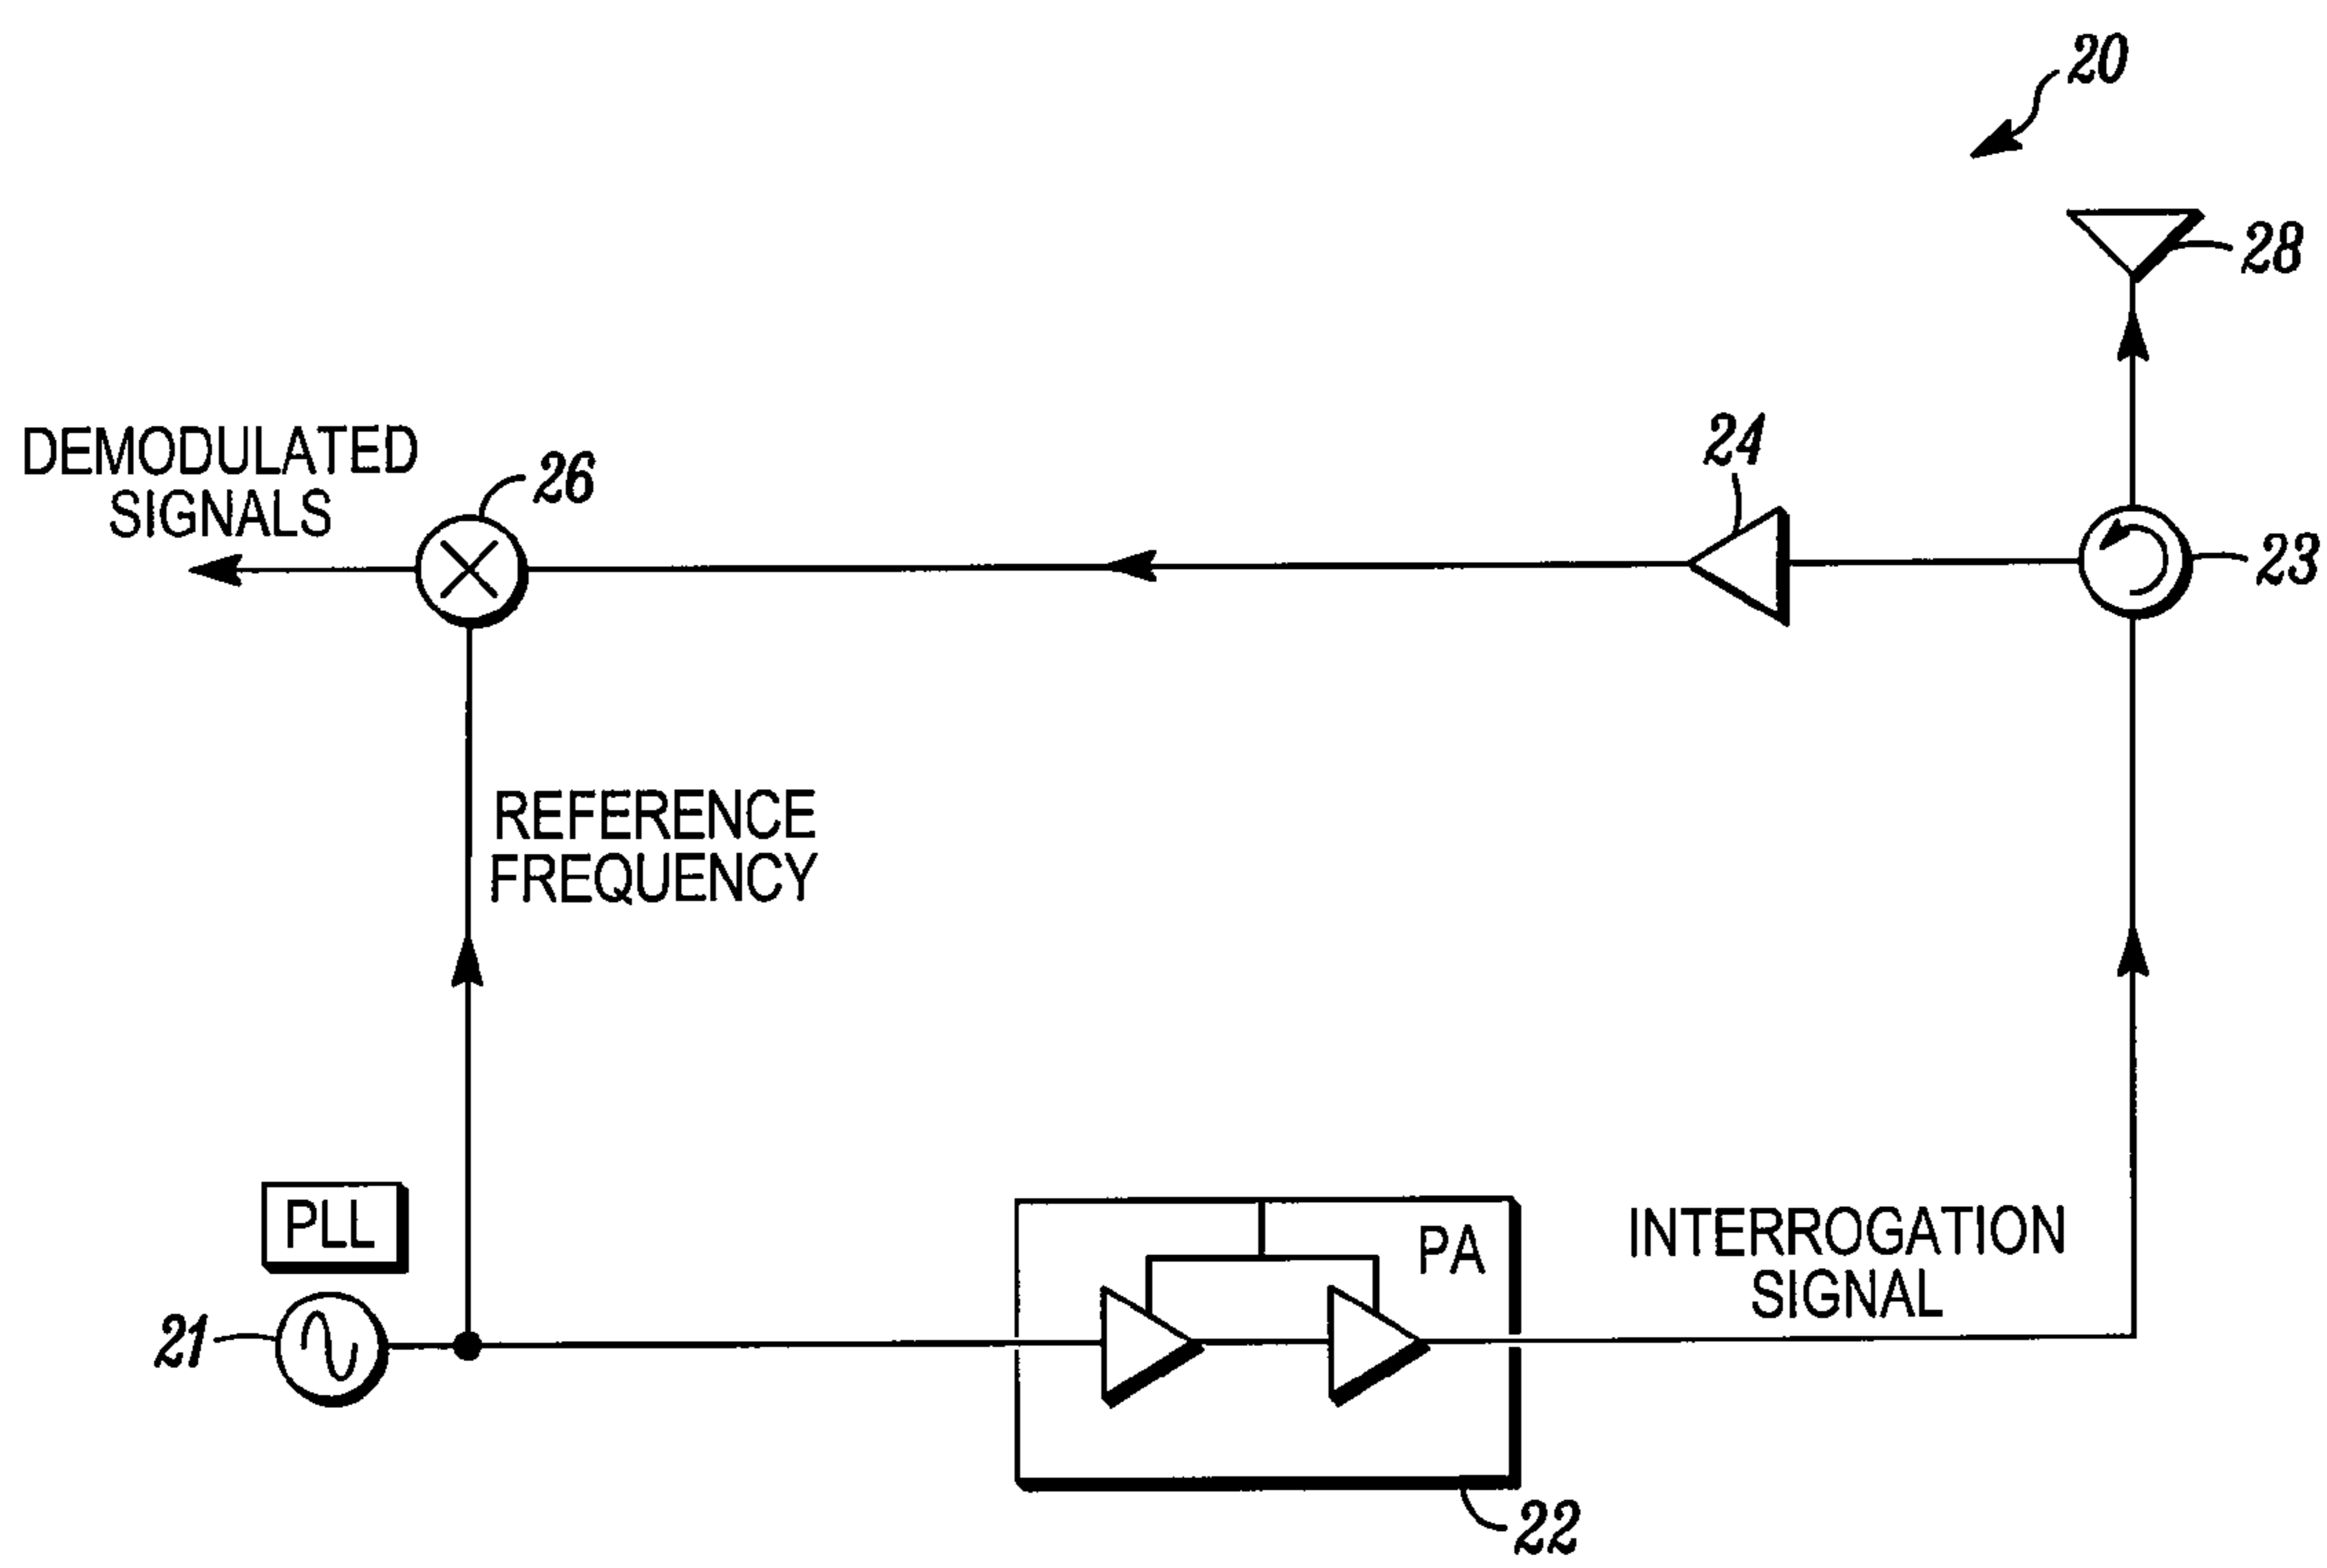 20
28
24
23
DEMODULATED
SIGNALS
26
REFERENCE
FREQUENCY
PLL
21
PA
22
INTERROGATION
SIGNAL